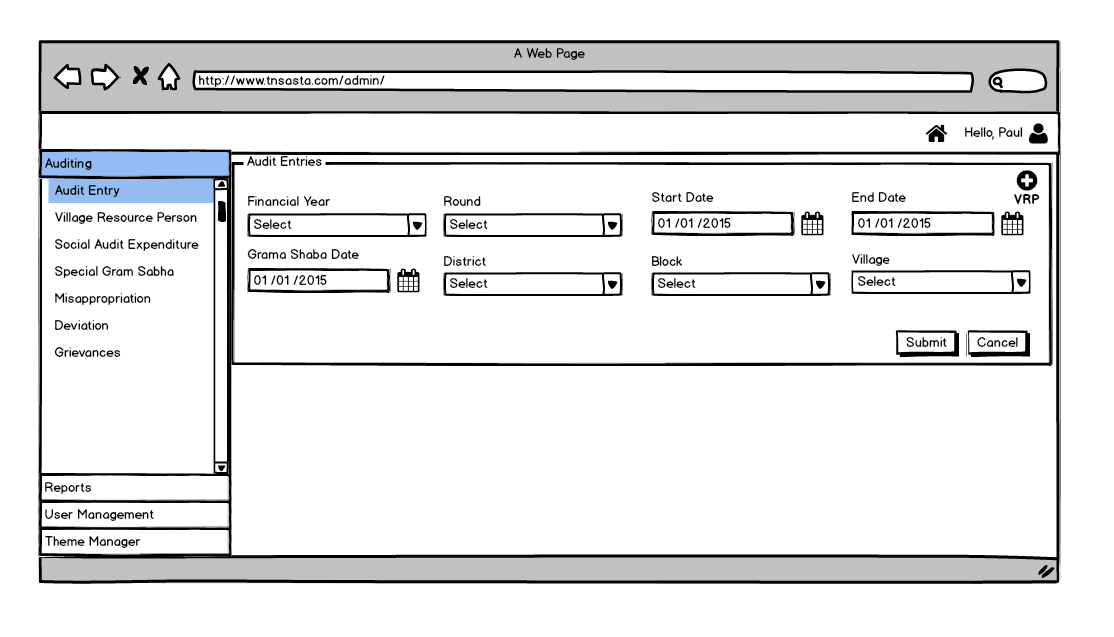 A Web Page
http://www.tnsasta.com/admin/
Hello, Paul
Auditing
Audit Entry
Village Resource Person
Social Audit Expenditure
Special Gram Sabha
Misappropriation
Deviation
Grievances
Reports
User Management
Theme Manager
Audit Entries
VRP
Financial Year
Round
Start Date
End Date
Select
Select
01 /01 /2015
01 /01 /2015
Grama Shaba Date
District
Block
Village
01 /01 /2015
Select
Select
Select
Submit
Cancel